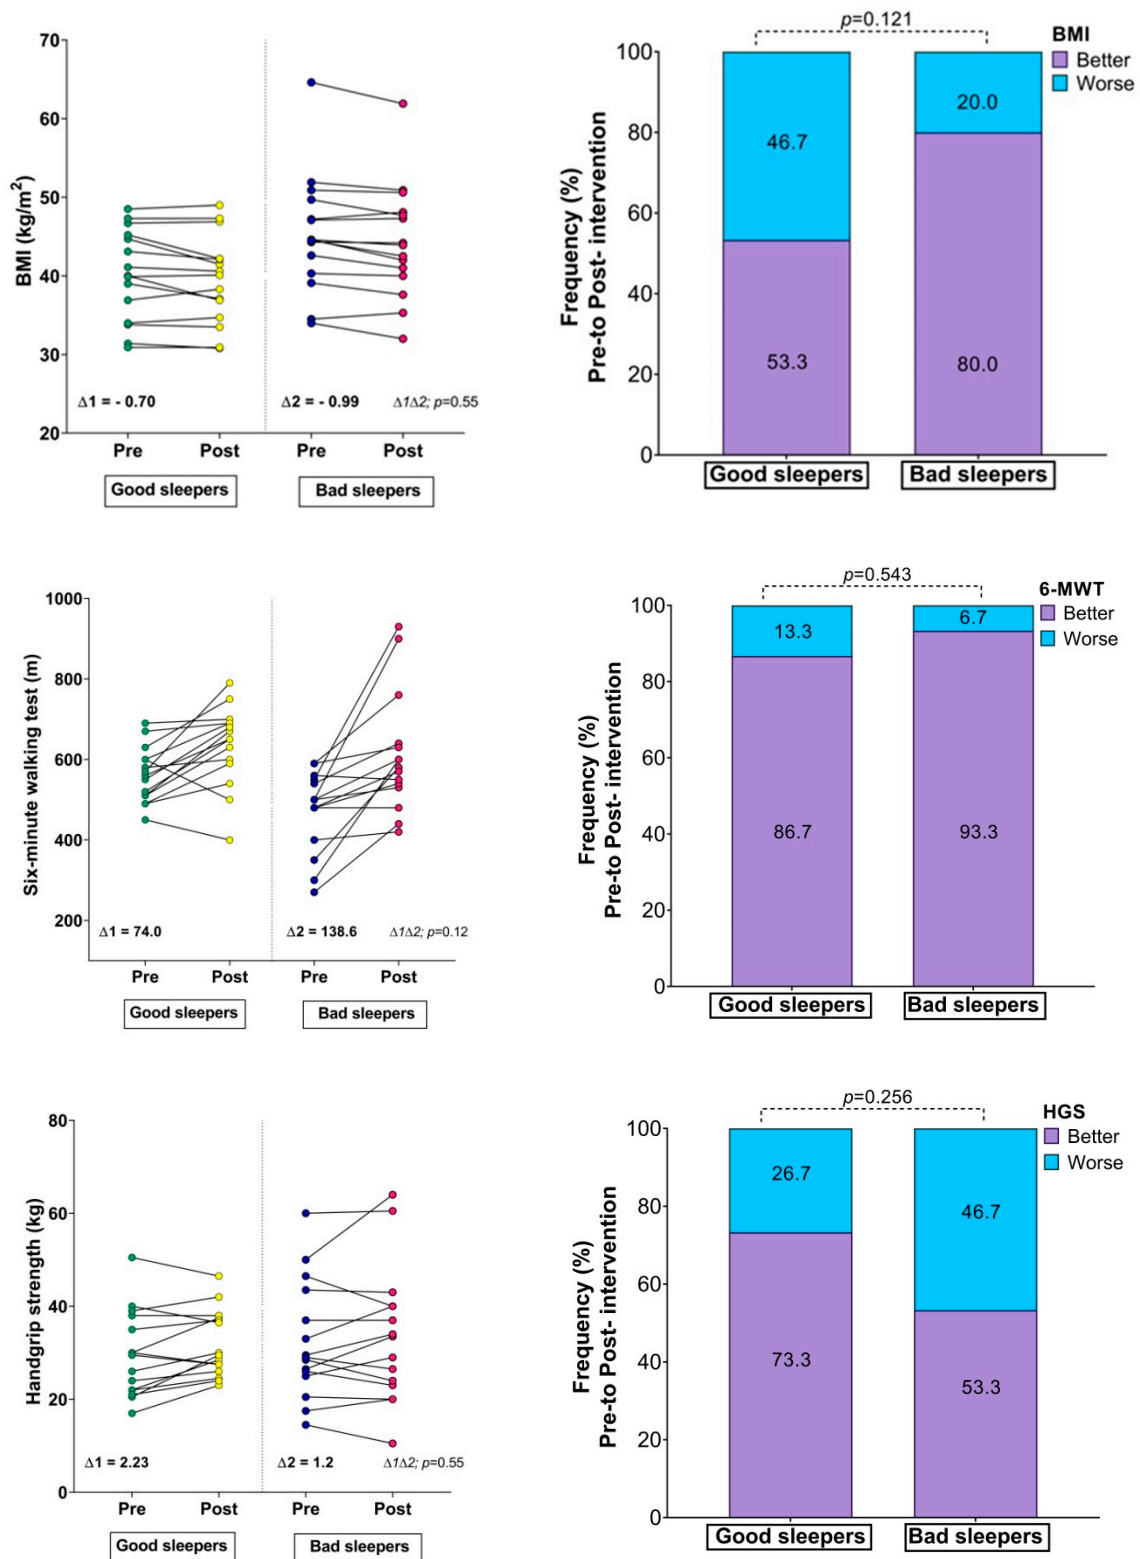 70
60
50
40
30
20
BMI (kg/m²)
Δ1 = - 0.70
Δ2 = - 0.99
Δ1Δ2; p=0.55
Pre
Post
Pre
Post
Good sleepers
Bad sleepers
p=0.121
BMI
Better
Worse
100
80
60
40
20
0
Frequency (%)
Pre-to Post- intervention
46.7
53.3
20.0
80.0
Good sleepers
Bad sleepers
1000
800
600
400
200
Six-minute walking test (m)
Δ1 = 74.0
Δ2 = 138.6
Δ1Δ2; p=0.12
Pre
Post
Pre
Post
Good sleepers
Bad sleepers
p=0.543
6-MWT
Better
Worse
100
80
60
40
20
0
Frequency (%)
Pre-to Post- intervention
13.3
86.7
6.7
93.3
Good sleepers
Bad sleepers
80
60
40
20
0
Handgrip strength (kg)
Δ1 = 2.23
Δ2 = 1.2
Δ1Δ2; p=0.55
Pre
Post
Pre
Post
Good sleepers
Bad sleepers
p=0.256
HGS
Better
Worse
100
80
60
40
20
0
Frequency (%)
Pre-to Post- intervention
26.7
73.3
46.7
53.3
Good sleepers
Bad sleepers